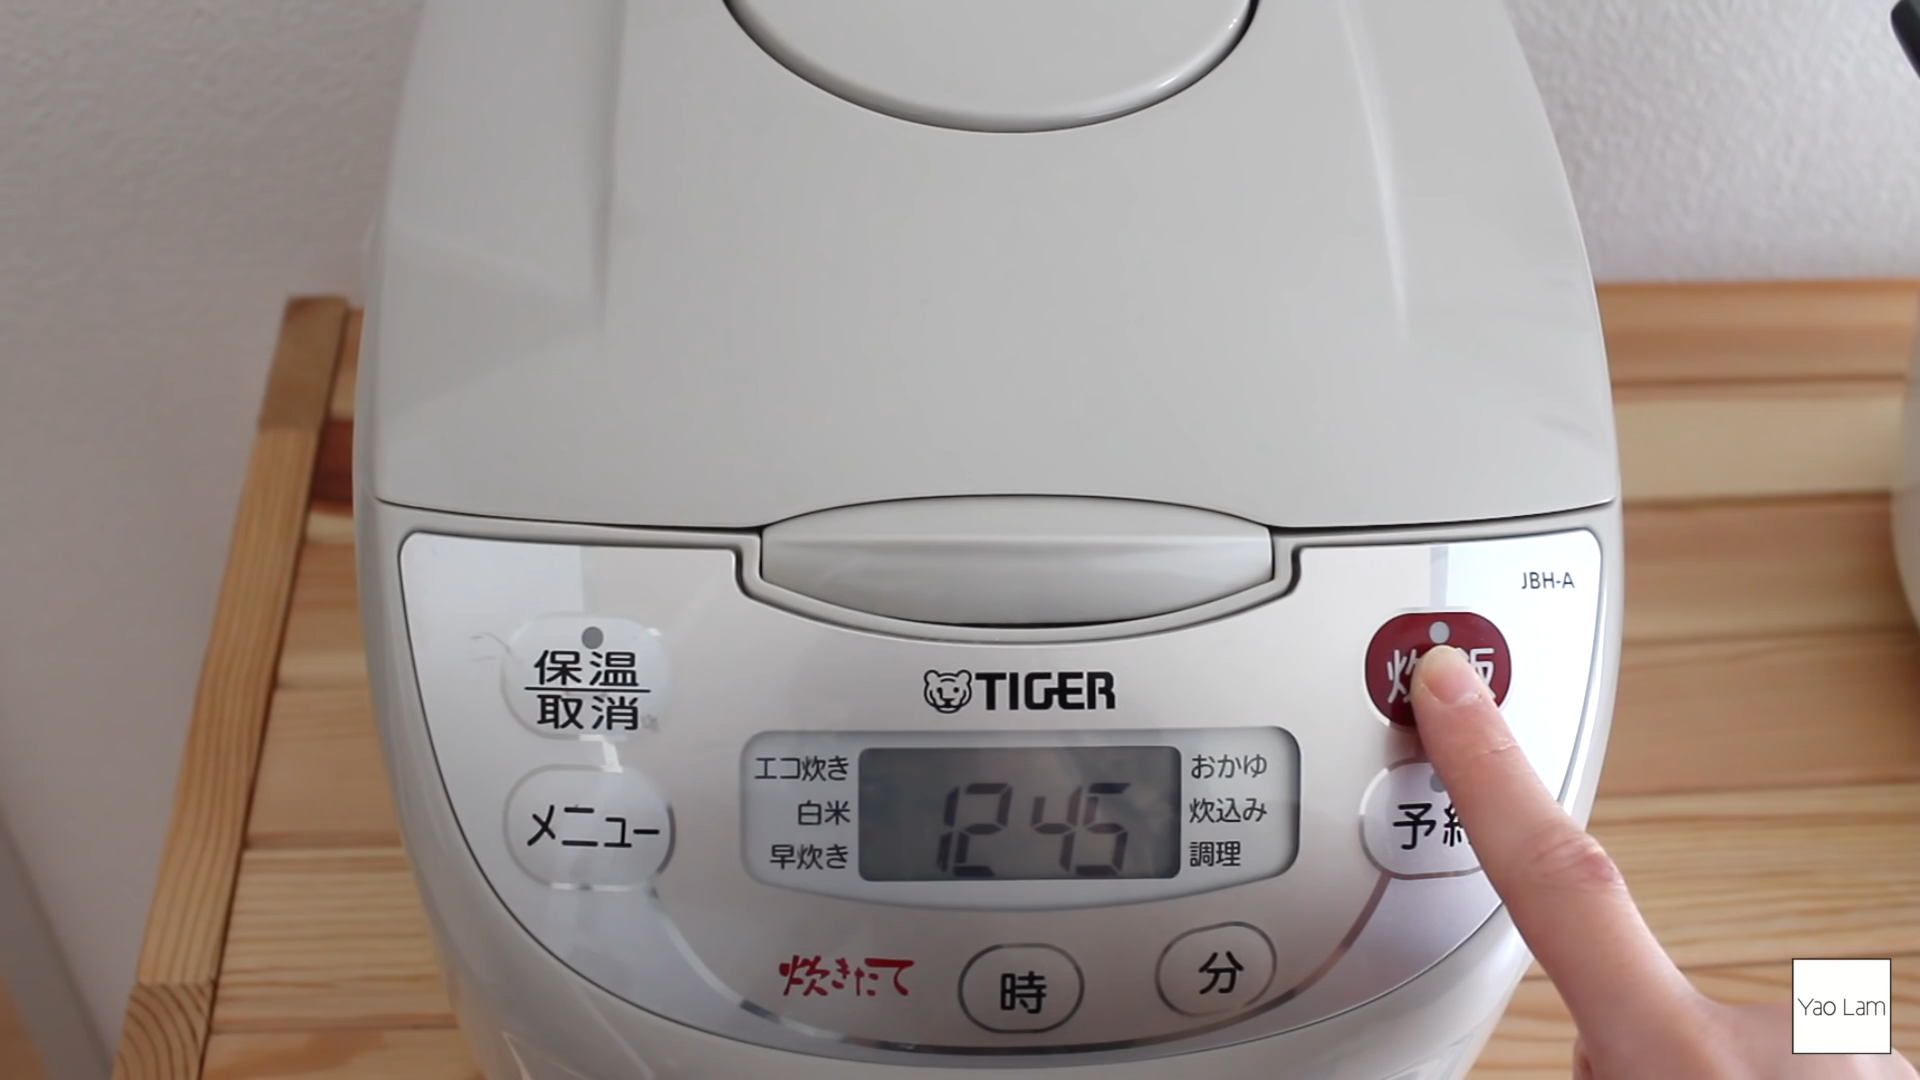 JBH-A
保温
取消
TIGER
メニュー
エコ炊き
白米
早炊き
12 45
おかゆ
炊込み
調理
炊きたて
時
分
Yao Lam